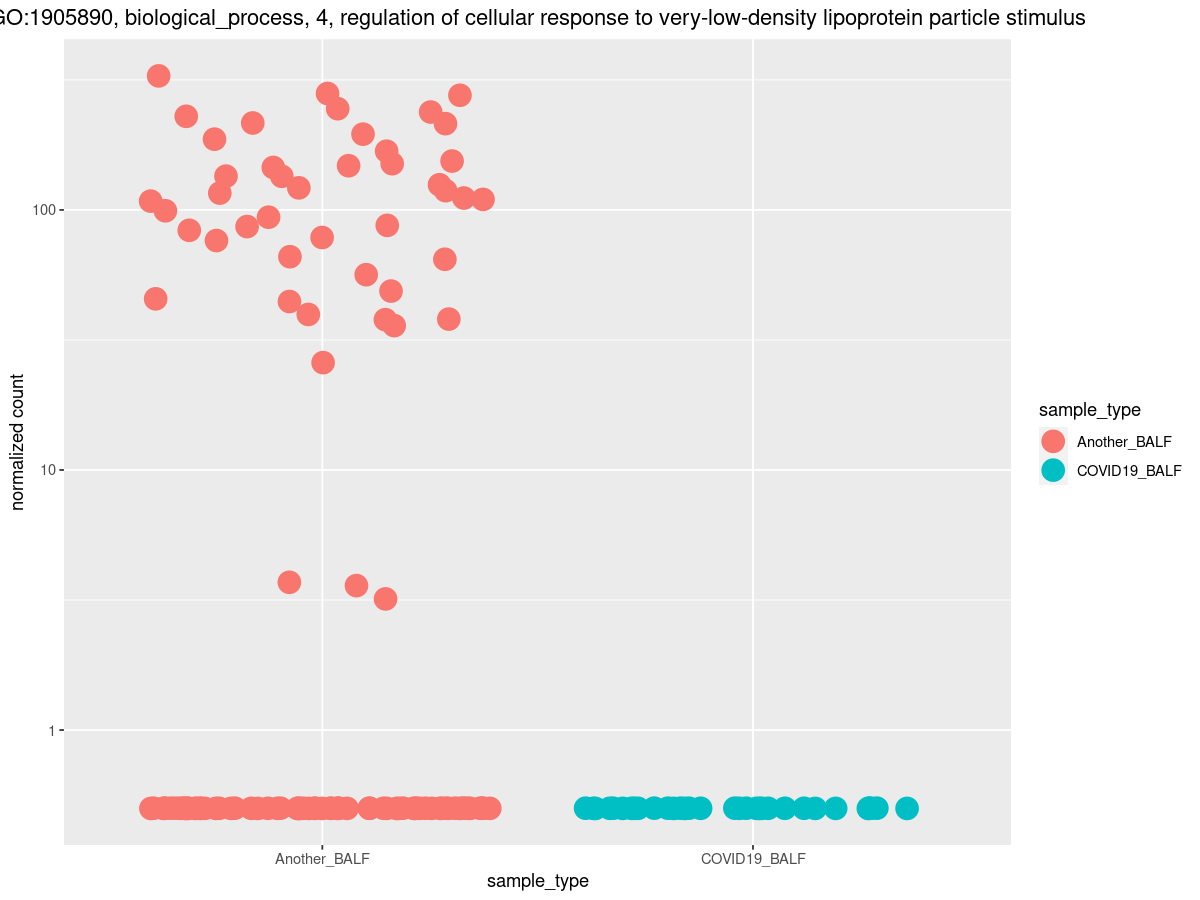 GO:1905890, biological_process, 4, regulation of cellular response to very-low-density lipoprotein particle stimulus
normalized count
100
10
1
Another_BALF
COVID19_BALF
sample_type
sample_type
Another_BALF
COVID19_BALF